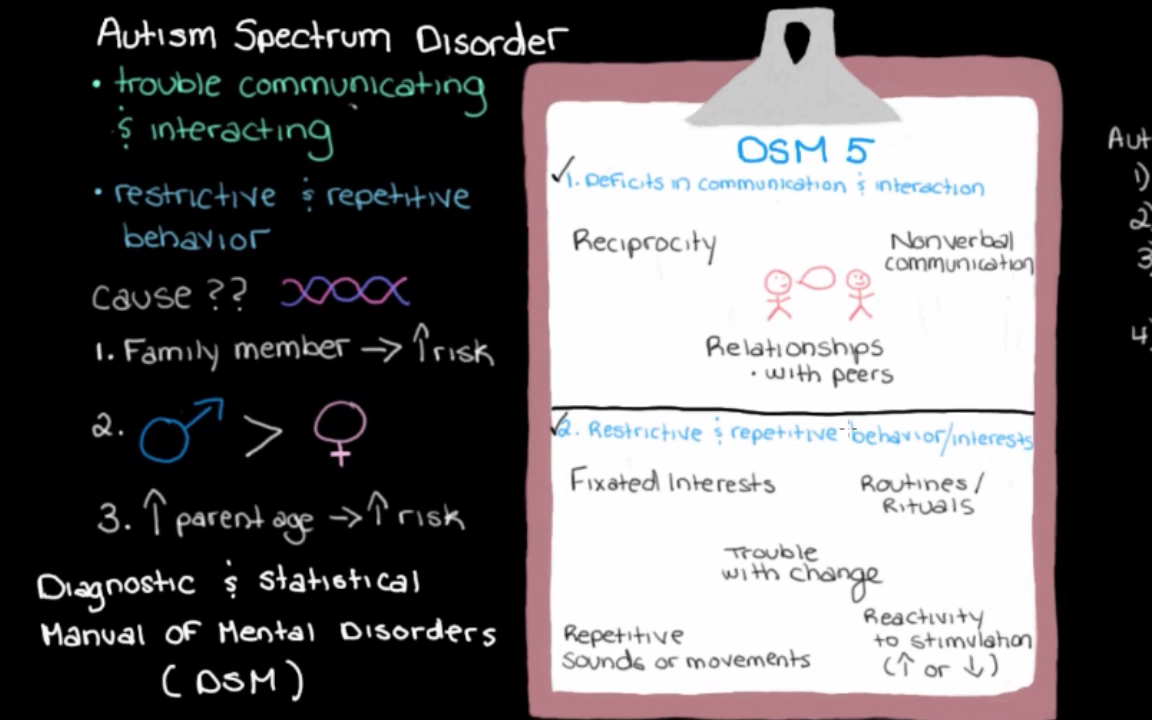 Autism Spectrum Disorder
• trouble communicating
& interacting
• restrictive & repetitive
behavior
Cause ??
1. Family member → ↑ risk
2. ♂ > ♀
3. ↑ parent age → ↑ risk
Diagnostic & Statistical
Manual of Mental Disorders
(DSM)
DSM 5
✓1. Deficits in communication & interaction
Reciprocity
Nonverbal
communication
Relationships
• with peers
✓2. Restrictive & repetitive behavior/interests
Fixated Interests
Routines/
Rituals
Trouble
with change
Repetitive
sounds or movements
Reactivity
to stimulation
(↑ or ↓)
Aut
1)
2)
3)
4)